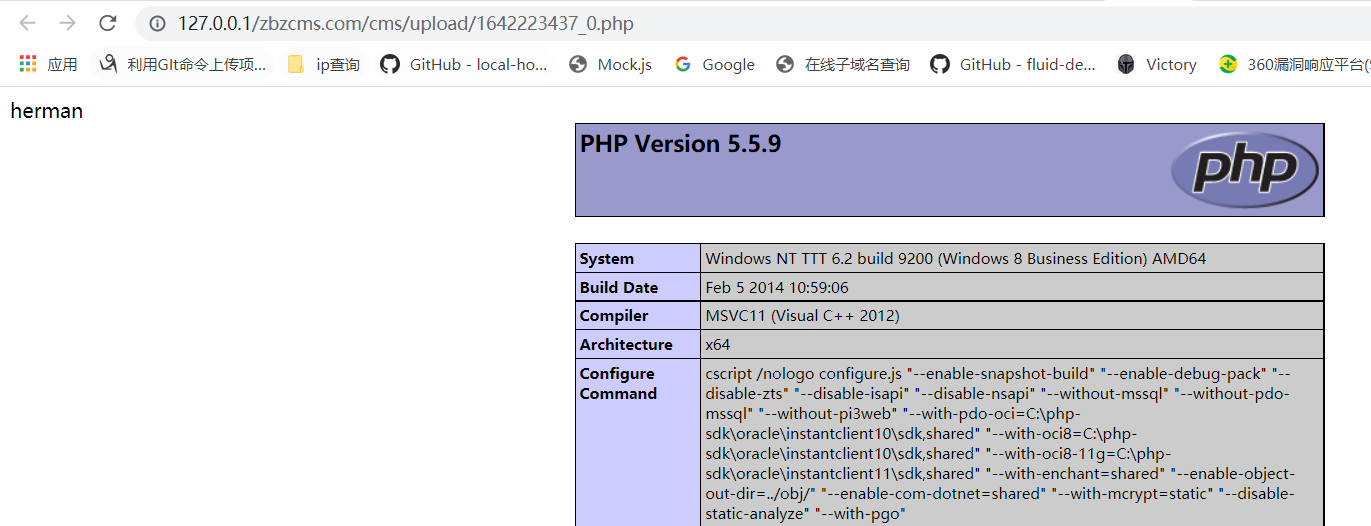 127.0.0.1/zbzcms.com/cms/upload/1642223437_0.php
应用 利用GIt命令上传项... ip查询 GitHub - local-ho... Mock.js Google 在线子域名查询 GitHub - fluid-de... Victory 360漏洞响应平台(S
herman
PHP Version 5.5.9
php
System Windows NT TTT 6.2 build 9200 (Windows 8 Business Edition) AMD64
Build Date Feb 5 2014 10:59:06
Compiler MSVC11 (Visual C++ 2012)
Architecture x64
Configure Command cscript /nologo configure.js "--enable-snapshot-build" "--enable-debug-pack" "--
disable-zts" "--disable-isapi" "--disable-nsapi" "--without-mssql" "--without-pdo-
mssql" "--without-pi3web" "--with-pdo-oci=C:\php-
sdk\oracle\instantclient10\sdk,shared" "--with-oci8=C:\php-
sdk\oracle\instantclient10\sdk,shared" "--with-oci8-11g=C:\php-
sdk\oracle\instantclient11\sdk,shared" "--with-enchant=shared" "--enable-object-
out-dir=../obj/" "--enable-com-dotnet=shared" "--with-mcrypt=static" "--disable-
static-analyze" "--with-pgo"